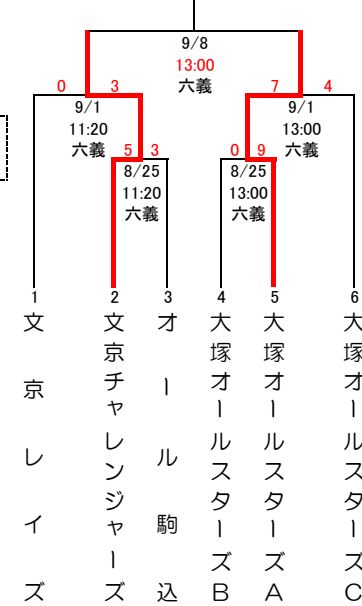 9/8
13:00
六義
0 3
7 4
9/1
11:20
六義
9/1
13:00
六義
5 3
0 9
8/25
11:20
六義
8/25
13:00
六義
1 2 3 4 5 6
文京レイズ
文京チャレンジャーズ
オール駒込
大塚オールスターズB
大塚オールスターズA
大塚オールスターズC